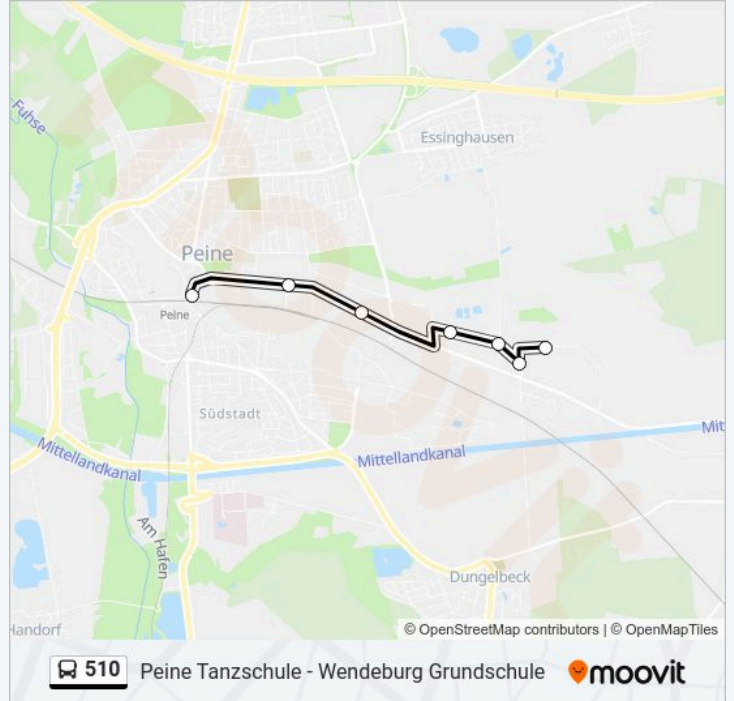 Fuhse
Essinghausen
Peine
Peine
Südstadt
Mittellandkanal
Mittellandkanal
Mit
Am Hafen
Dungelbeck
Handorf
© OpenStreetMap contributors | © OpenMapTiles
510 Peine Tanzschule - Wendeburg Grundschule moovit